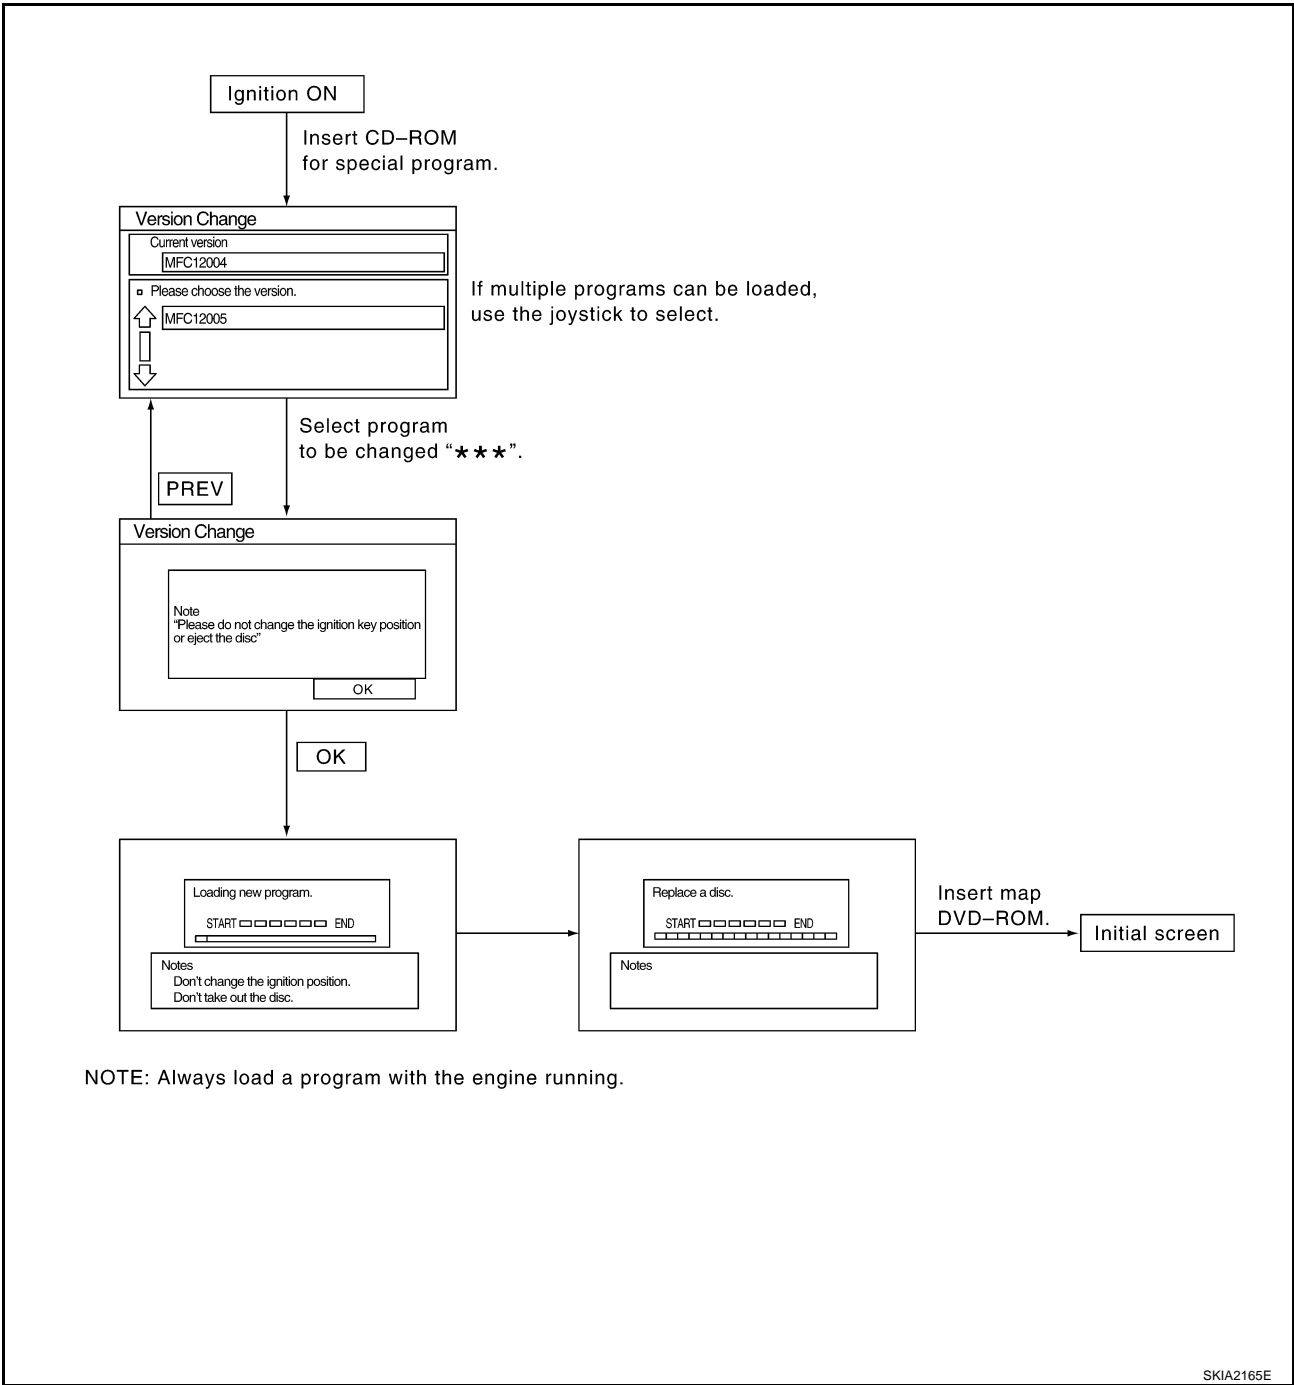 Ignition ON
Insert CD–ROM
for special program.
Version Change
Current version
MFC12004
Please choose the version.
MFC12005
If multiple programs can be loaded,
use the joystick to select.
Select program
to be changed “***”.
PREV
Version Change
Note
“Please do not change the ignition key position
or eject the disc”
OK
OK
Loading new program.
START END
Notes
Don't change the ignition position.
Don't take out the disc.
Replace a disc.
START END
Notes
Insert map
DVD–ROM.
Initial screen
NOTE: Always load a program with the engine running.
SKIA2165E